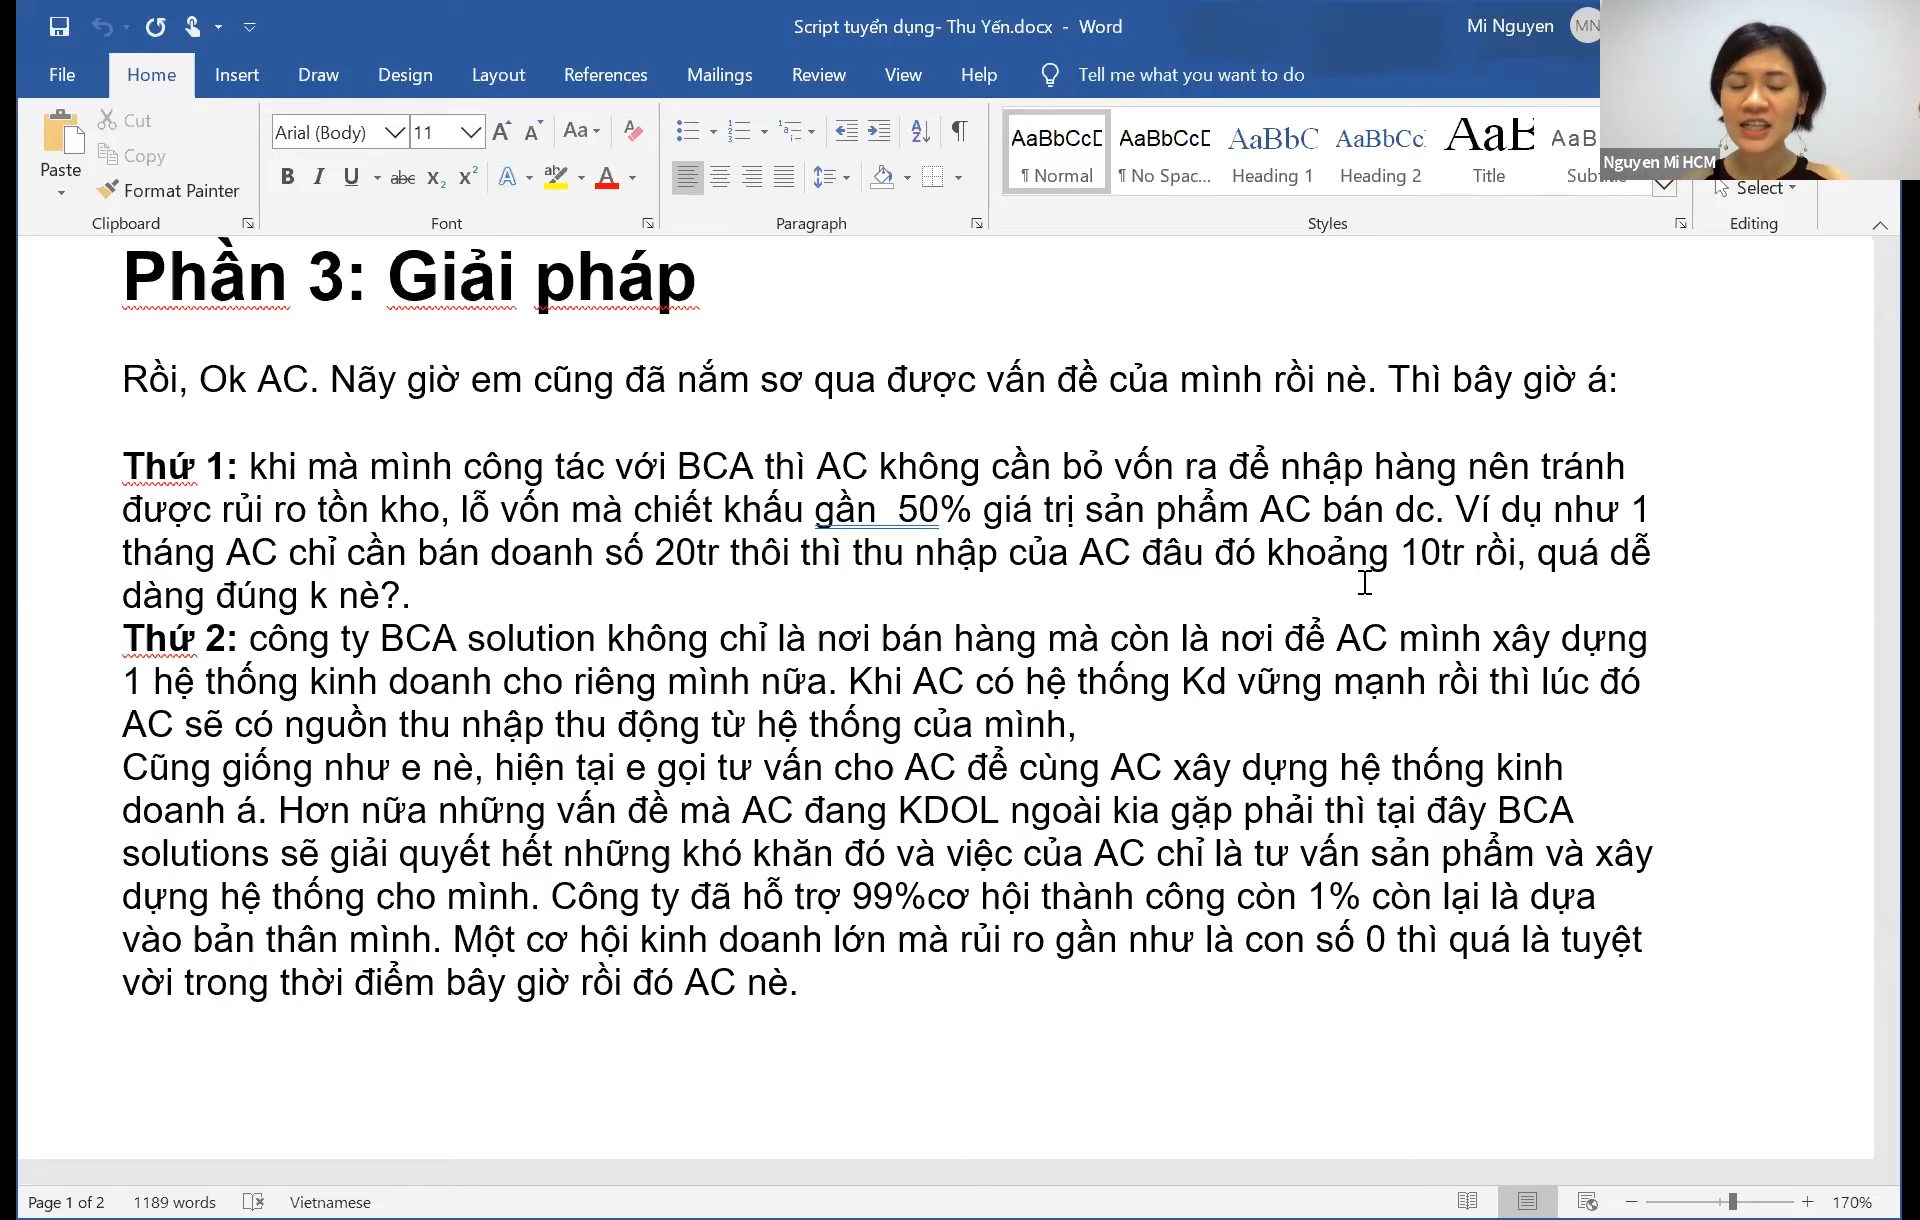 Script tuyển dụng- Thu Yến.docx - Word
Mi Nguyen
MN
File Home Insert Draw Design Layout References Mailings Review View Help Tell me what you want to do
Paste
Cut
Copy
Format Painter
Clipboard
Arial (Body) 11
Font
Paragraph
AaBbCcD AaBbCcD AaBbC AaBbCc AaB AaB
¶ Normal ¶ No Spac... Heading 1 Heading 2 Title
Styles
Select
Editing
Nguyen Mi HCM
Phần 3: Giải pháp
Rồi, Ok AC. Nãy giờ em cũng đã nắm sơ qua được vấn đề của mình rồi nè. Thì bây giờ á:
Thứ 1: khi mà mình công tác với BCA thì AC không cần bỏ vốn ra để nhập hàng nên tránh
được rủi ro tồn kho, lỗ vốn mà chiết khấu gần 50% giá trị sản phẩm AC bán dc. Ví dụ như 1
tháng AC chỉ cần bán doanh số 20tr thôi thì thu nhập của AC đâu đó khoảng 10tr rồi, quá dễ
dàng đúng k nè?.
Thứ 2: công ty BCA solution không chỉ là nơi bán hàng mà còn là nơi để AC mình xây dựng
1 hệ thống kinh doanh cho riêng mình nữa. Khi AC có hệ thống Kd vững mạnh rồi thì lúc đó
AC sẽ có nguồn thu nhập thu động từ hệ thống của mình,
Cũng giống như e nè, hiện tại e gọi tư vấn cho AC để cùng AC xây dựng hệ thống kinh
doanh á. Hơn nữa những vấn đề mà AC đang KDOL ngoài kia gặp phải thì tại đây BCA
solutions sẽ giải quyết hết những khó khăn đó và việc của AC chỉ là tư vấn sản phẩm và xây
dựng hệ thống cho mình. Công ty đã hỗ trợ 99%cơ hội thành công còn 1% còn lại là dựa
vào bản thân mình. Một cơ hội kinh doanh lớn mà rủi ro gần như là con số 0 thì quá là tuyệt
vời trong thời điểm bây giờ rồi đó AC nè.
Page 1 of 2 1189 words Vietnamese 170%